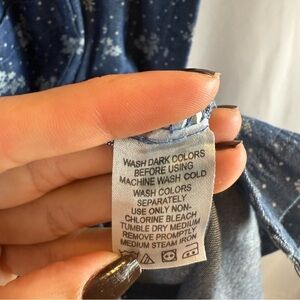 WASH DARK COLORS
BEFORE USING
MACHINE WASH COLD
WASH COLORS
SEPARATELY
USE ONLY NON-
CHLORINE BLEACH
TUMBLE DRY MEDIUM
REMOVE PROMPTLY
MEDIUM STEAM IRON